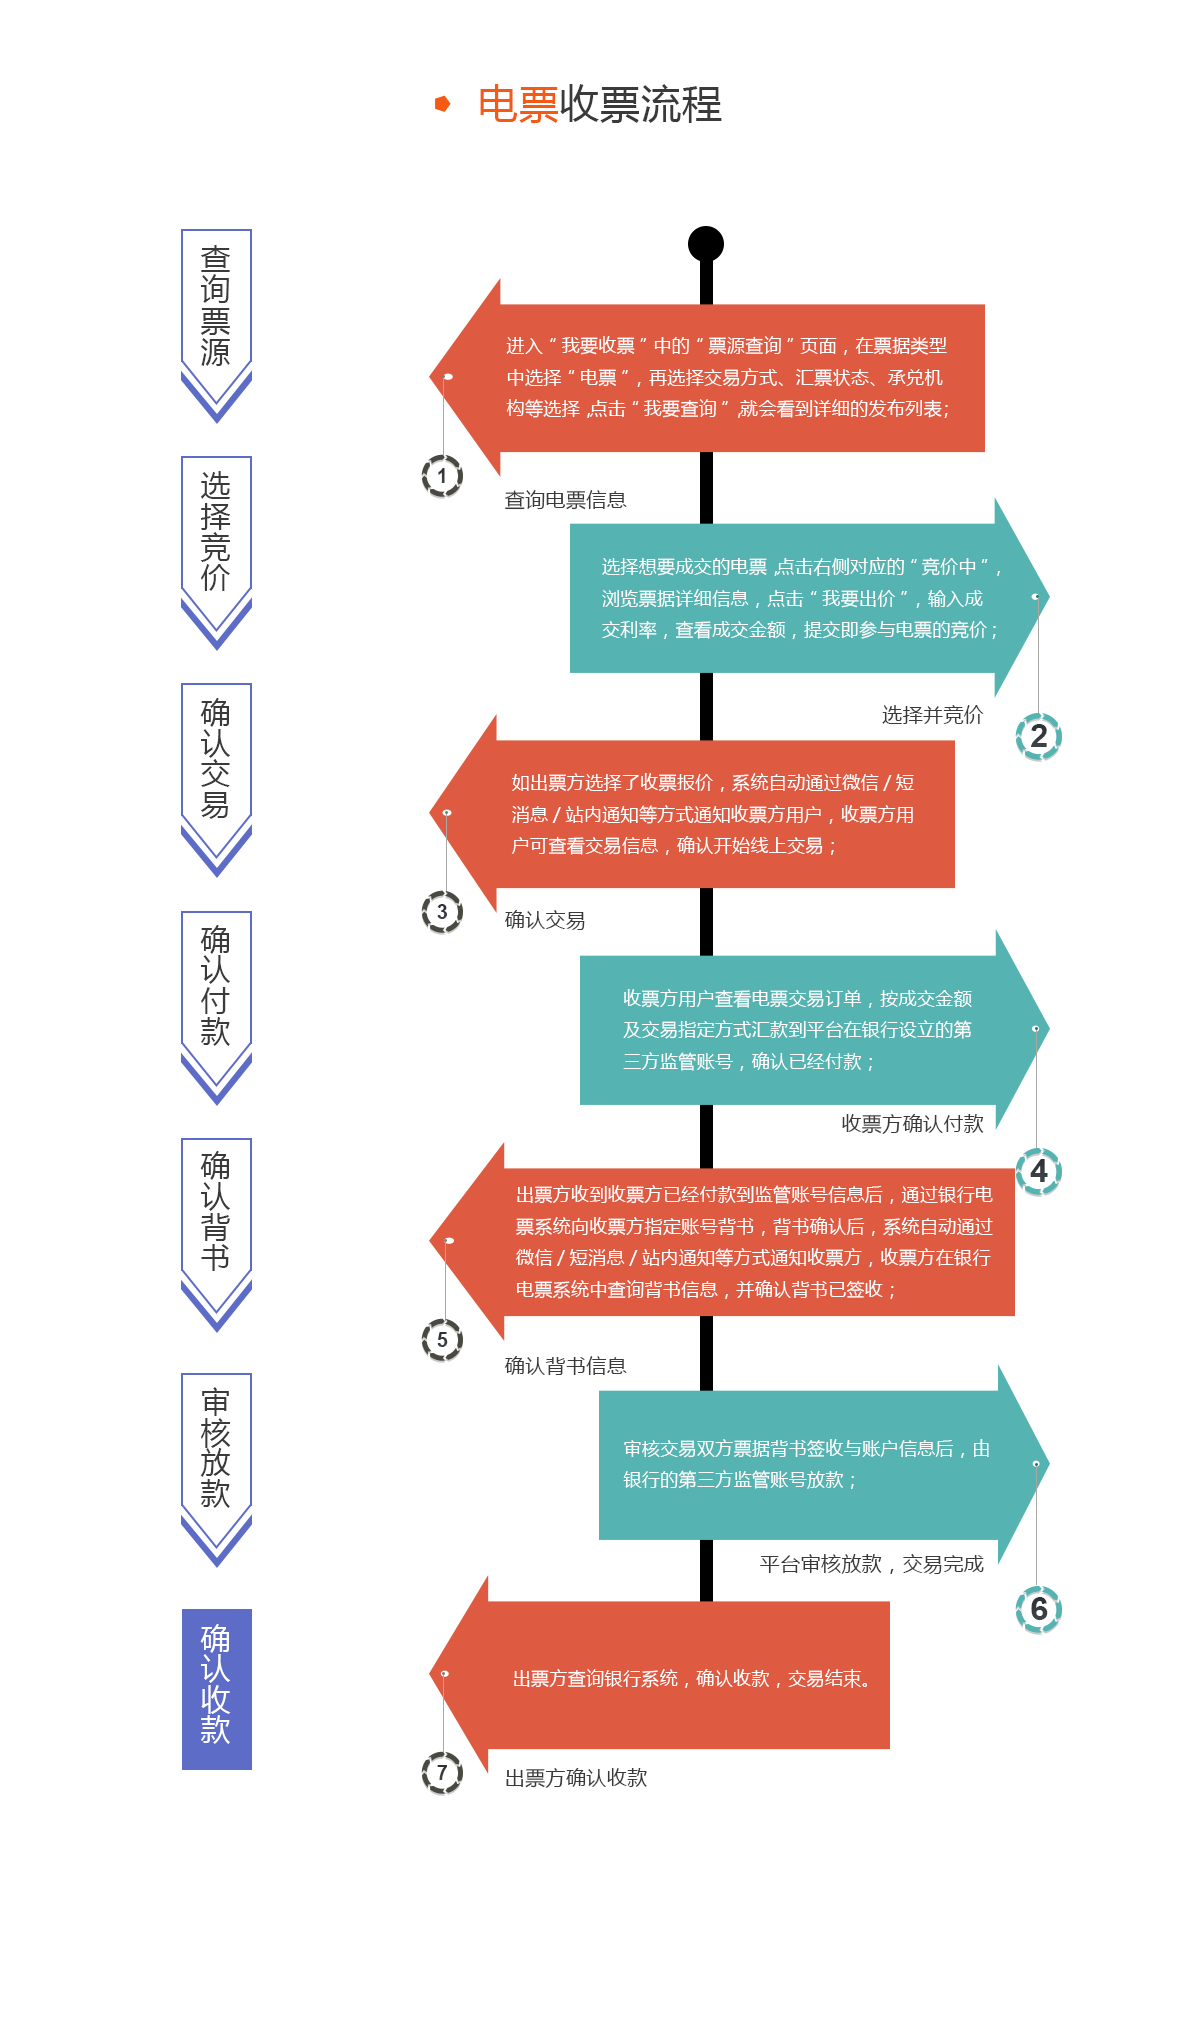 电票收票流程
查询票源
选择竞价
确认交易
确认付款
确认背书
审核放款
确认收款
进入“我要收票”中的“票源查询”页面，在票据类型
中选择“电票”，再选择交易方式、汇票状态、承兑机
构等选择，点击“我要查询”，就会看到详细的发布列表；
1
查询电票信息
选择想要成交的电票，点击右侧对应的“竞价中”，
浏览票据详细信息，点击“我要出价”，输入成
交利率，查看成交金额，提交即参与电票的竞价；
选择并竞价
2
如出票方选择了收票报价，系统自动通过微信/短
消息/站内通知等方式通知收票方用户，收票方用
户可查看交易信息，确认开始线上交易；
3
确认交易
收票方用户查看电票交易订单，按成交金额
及交易指定方式汇款到平台在银行设立的第
三方监管账号，确认已经付款；
收票方确认付款
4
出票方收到收票方已经付款到监管账号信息后，通过银行电
票系统向收票方指定账号背书，背书确认后，系统自动通过
微信/短消息/站内通知等方式通知收票方，收票方在银行
电票系统中查询背书信息，并确认背书已签收；
5
确认背书信息
审核交易双方票据背书签收与账户信息后，由
银行的第三方监管账号放款；
平台审核放款，交易完成
6
出票方查询银行系统，确认收款，交易结束。
7
出票方确认收款